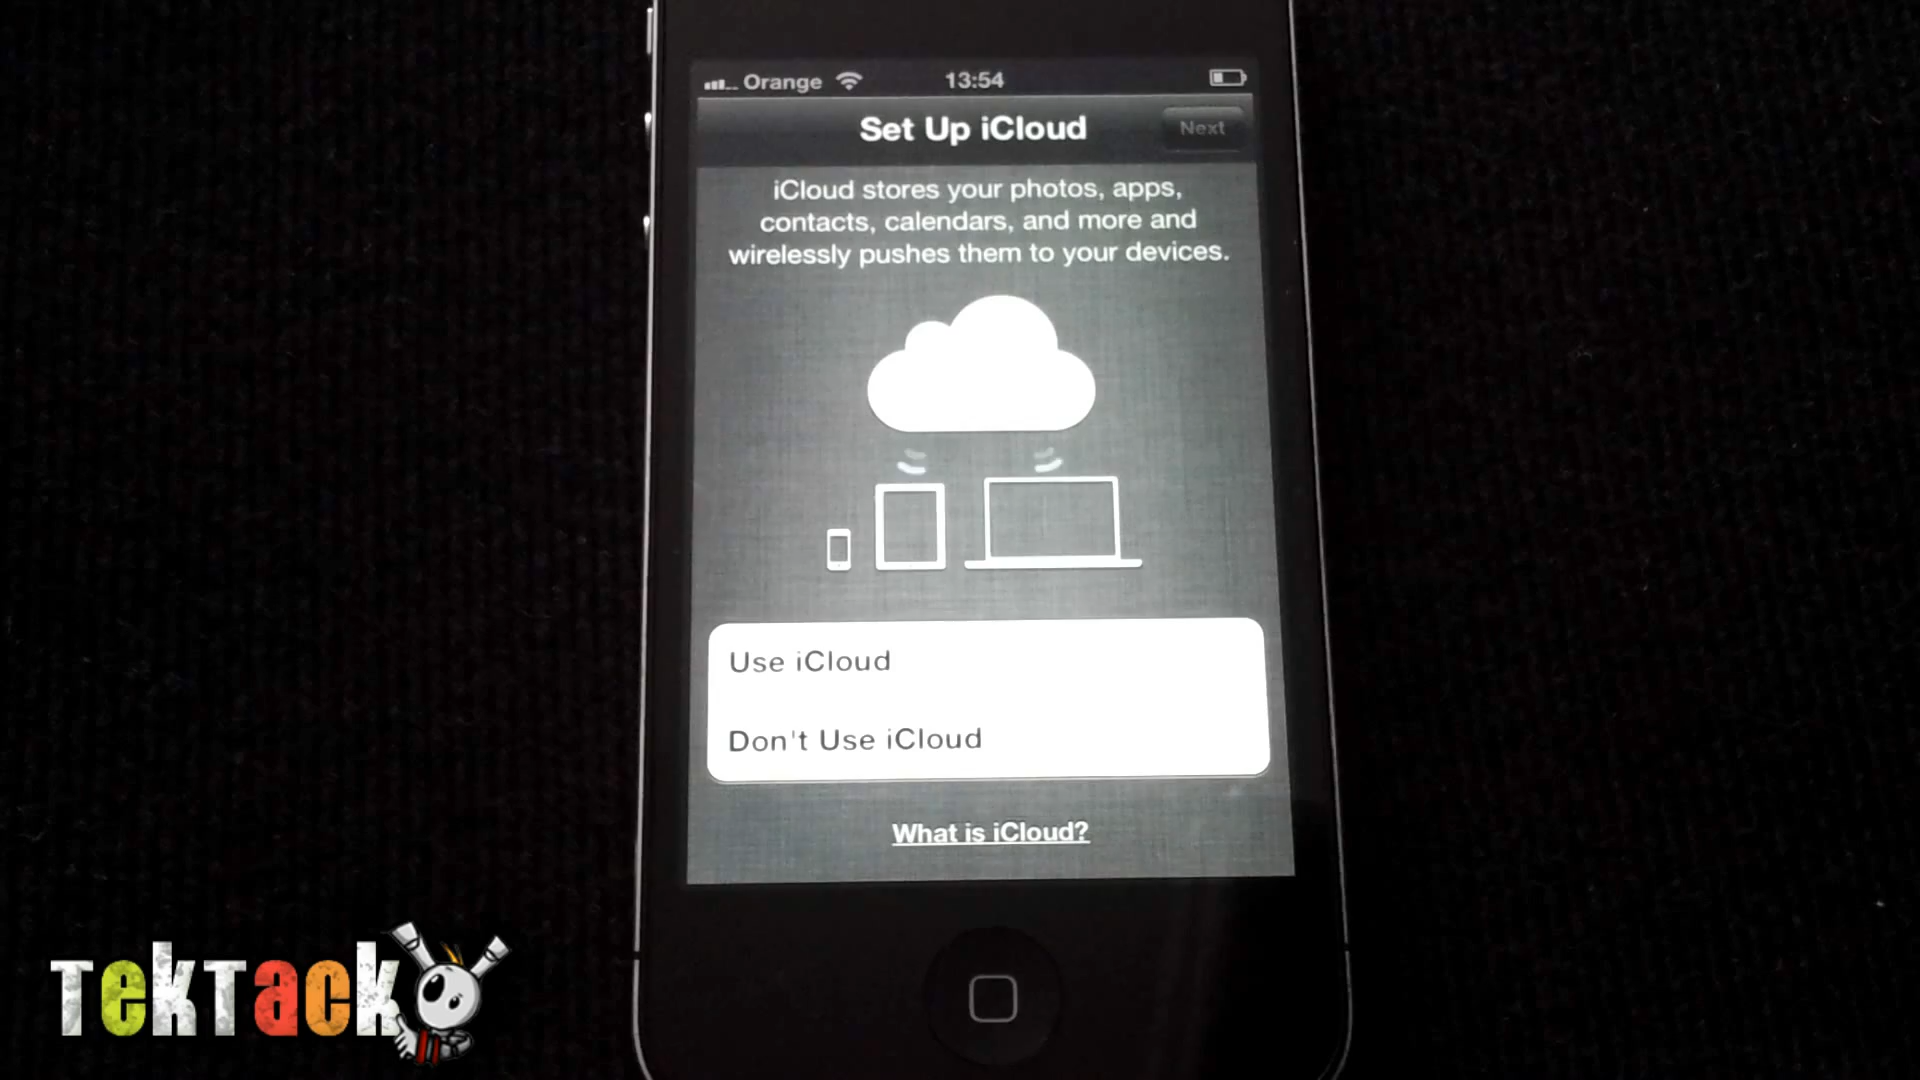 Orange 13:54
Set Up iCloud Next
iCloud stores your photos, apps,
contacts, calendars, and more and
wirelessly pushes them to your devices.
Use iCloud
Don't Use iCloud
What is iCloud?
TekTack